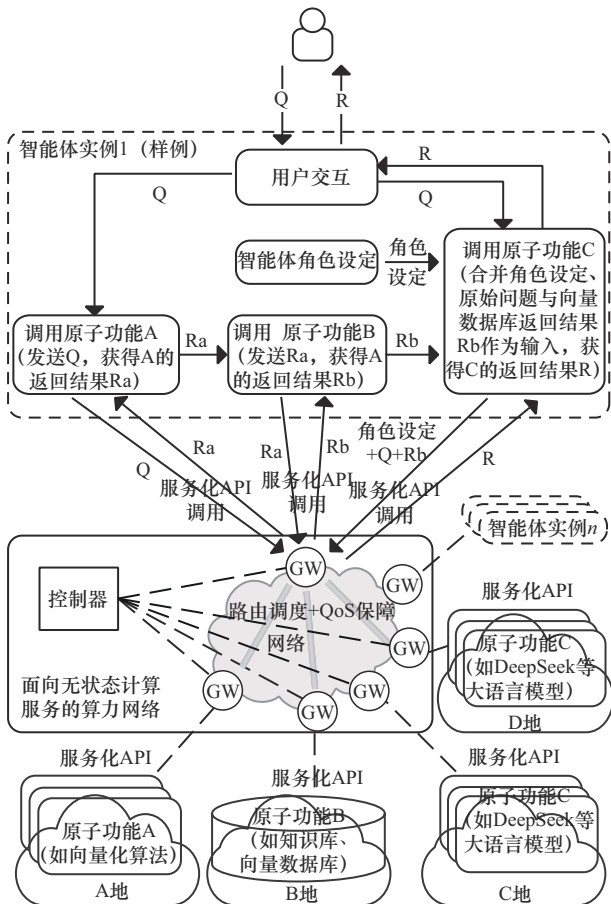 Q
R
智能体实例1（样例）
用户交互
R
Q
Q
智能体角色设定
角色
设定
调用原子功能C
(合并角色设定、
原始问题与向量
数据库返回结果
Rb作为输入，获
得C的返回结果R)
调用原子功能A
(发送Q，获得A的
返回结果Ra)
Ra
调用 原子功能B
(发送Ra，获得A
的返回结果Rb)
Rb
Q
Ra
服务化API
调用
Ra
Rb
服务化API
调用
角色设定
+Q+Rb
服务化API
调用
R
智能体实例n
GW
GW
控制器
路由调度+QoS保障
网络
GW
GW
GW
GW
面向无状态计算
服务的算力网络
服务化API
原子功能C
(如DeepSeek等
大语言模型)
D地
服务化API
原子功能A
(如向量化算法)
A地
服务化API
原子功能B
(如知识库、
向量数据库)
B地
服务化API
原子功能C
(如DeepSeek等
大语言模型)
C地